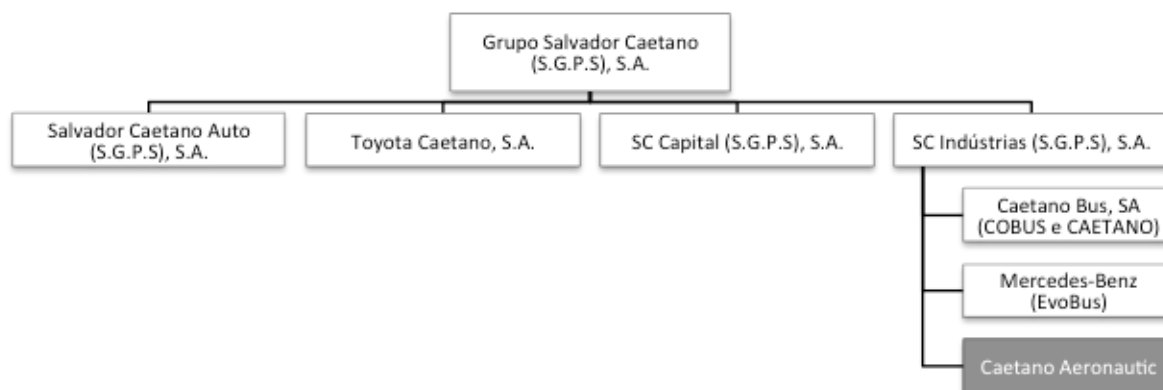 Grupo Salvador Caetano
(S.G.P.S), S.A.
Salvador Caetano Auto
(S.G.P.S), S.A.
Toyota Caetano, S.A.
SC Capital (S.G.P.S), S.A.
SC Indústrias (S.G.P.S), S.A.
Caetano Bus, SA
(COBUS e CAETANO)
Mercedes-Benz
(EvoBus)
Caetano Aeronautic